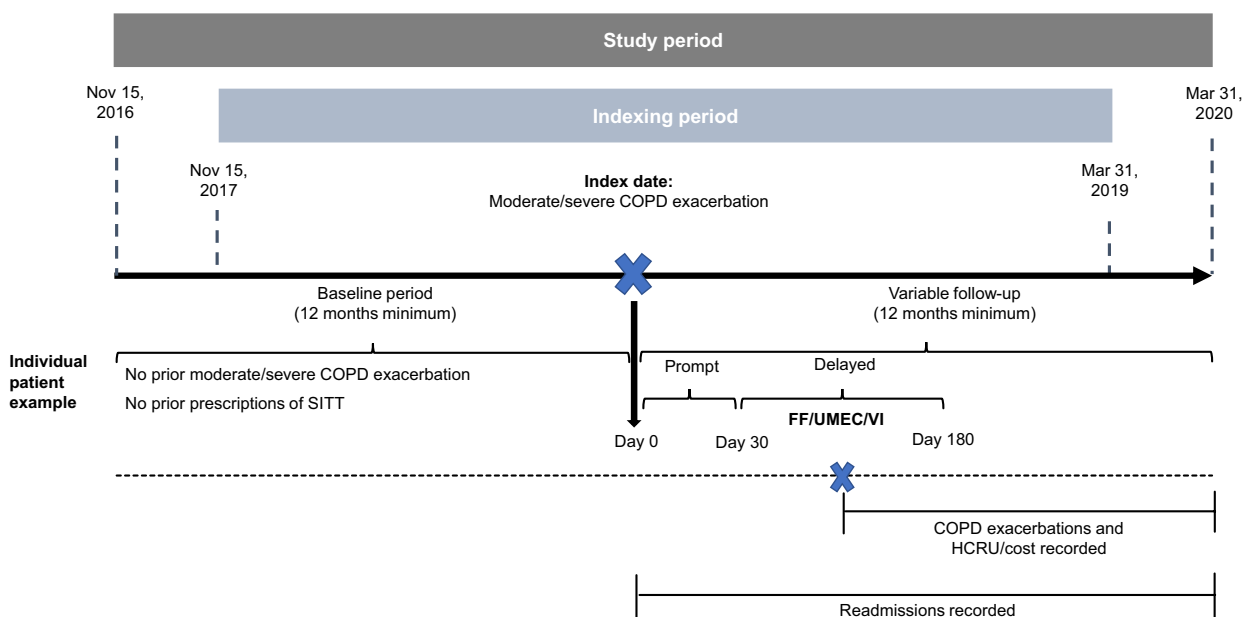 Study period
Nov 15,
2016
Mar 31,
2020
Indexing period
Nov 15,
2017
Index date:
Moderate/severe COPD exacerbation
Mar 31,
2019
Baseline period
(12 months minimum)
Variable follow-up
(12 months minimum)
Individual
patient
example
No prior moderate/severe COPD exacerbation
No prior prescriptions of SITT
Prompt
Delayed
FF/UMEC/VI
Day 0
Day 30
Day 180
COPD exacerbations and
HCRU/cost recorded
Readmissions recorded